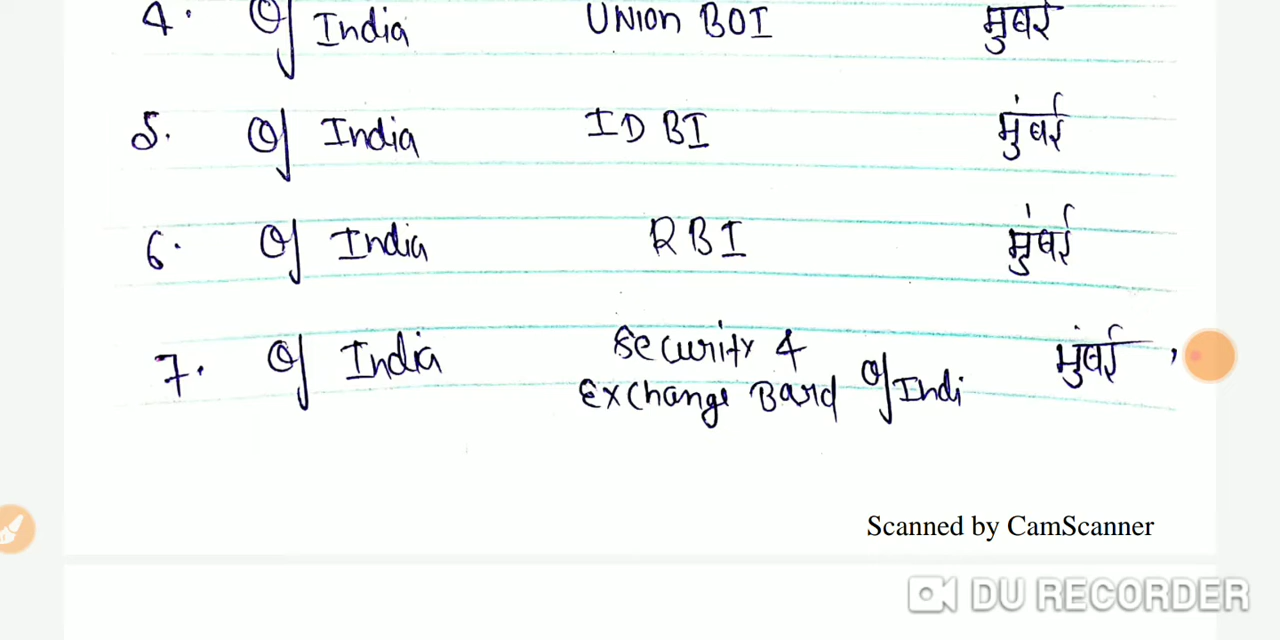 4. Of India UNION BOI मुंबई
5. Of India IDBI मुंबई
6. Of India RBI मुंबई
7. Of India Security & Exchange Bard Of Indi मुंबई,
Scanned by CamScanner
DU RECORDER